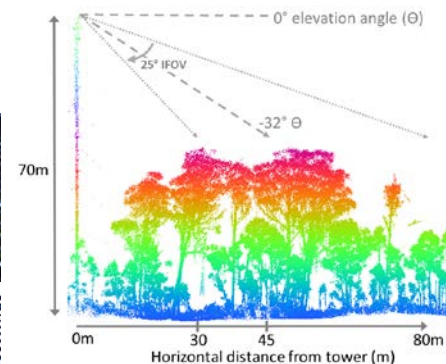 0° elevation angle (Θ)
25° IFOV
-32° Θ
70m
0m 30 45 80m
Horizontal distance from tower (m)